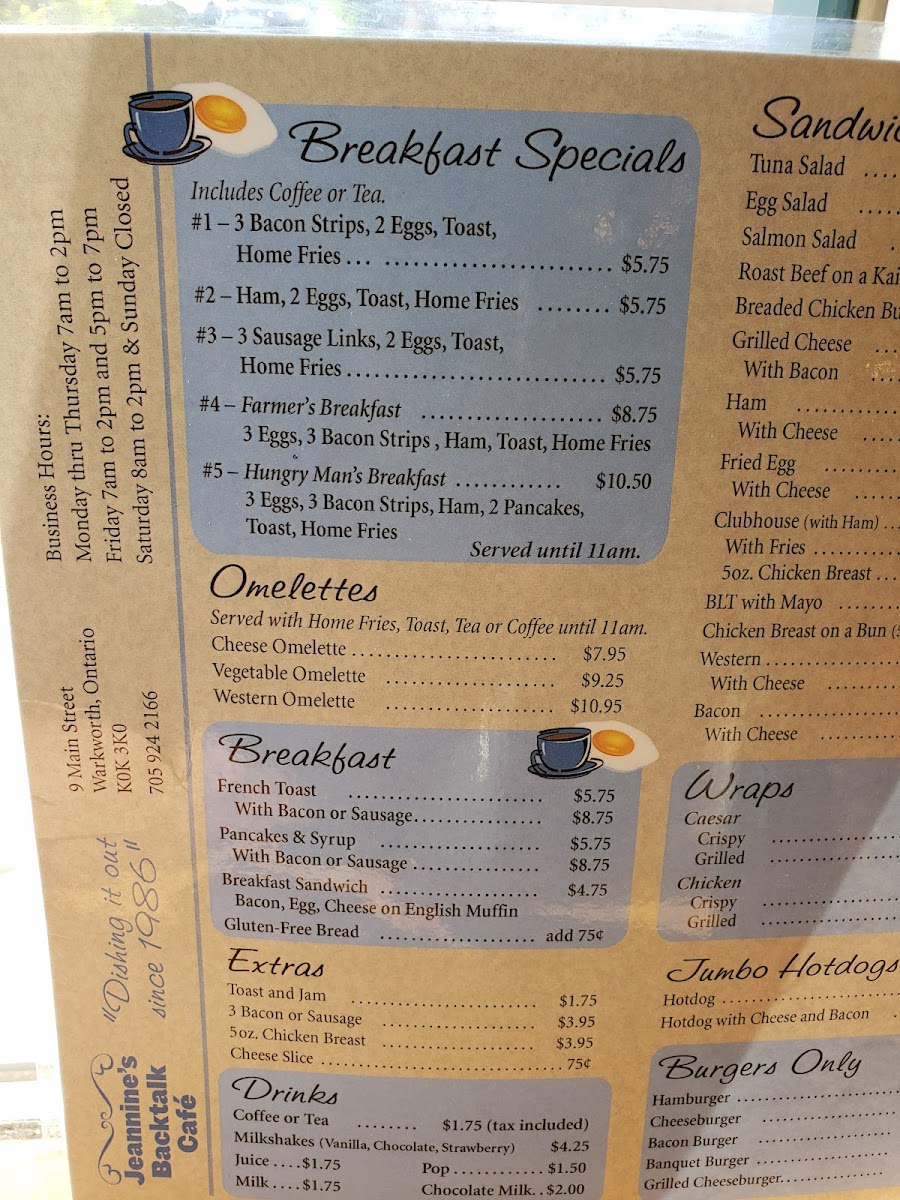 Breakfast Specials
Includes Coffee or Tea.
#1 – 3 Bacon Strips, 2 Eggs, Toast,
Home Fries ... ........................ $5.75
#2 – Ham, 2 Eggs, Toast, Home Fries ........ $5.75
#3 – 3 Sausage Links, 2 Eggs, Toast,
Home Fries ............................ $5.75
#4 – Farmer's Breakfast .................... $8.75
3 Eggs, 3 Bacon Strips , Ham, Toast, Home Fries
#5 – Hungry Man's Breakfast ............ $10.50
3 Eggs, 3 Bacon Strips, Ham, 2 Pancakes,
Toast, Home Fries
Served until 11am.
Omelettes
Served with Home Fries, Toast, Tea or Coffee until 11am.
Cheese Omelette ........................ $7.95
Vegetable Omelette .................... $9.25
Western Omelette .................... $10.95
Breakfast
French Toast ........................ $5.75
With Bacon or Sausage................ $8.75
Pancakes & Syrup .................... $5.75
With Bacon or Sausage ................ $8.75
Breakfast Sandwich .................... $4.75
Bacon, Egg, Cheese on English Muffin
Gluten-Free Bread .................... add 75¢
Extras
Toast and Jam ........................ $1.75
3 Bacon or Sausage .................... $3.95
5oz. Chicken Breast .................... $3.95
Cheese Slice ............................ 75¢
Drinks
Coffee or Tea ........ $1.75 (tax included)
Milkshakes (Vanilla, Chocolate, Strawberry) $4.25
Juice ....$1.75 Pop ............ $1.50
Milk ....$1.75 Chocolate Milk. . $2.00
Sandwic
Tuna Salad ....
Egg Salad .....
Salmon Salad .
Roast Beef on a Kai
Breaded Chicken Bu
Grilled Cheese ...
With Bacon ....
Ham ..........
With Cheese ....
Fried Egg ........
With Cheese .....
Clubhouse (with Ham) ...
With Fries ..........
5oz. Chicken Breast ...
BLT with Mayo .......
Chicken Breast on a Bun (5
Western ...............
With Cheese .........
Bacon ................
With Cheese ..........
Wraps
Caesar
Crispy ................
Grilled ................
Chicken
Crispy ................
Grilled ................
Jumbo Hotdogs
Hotdog ......................
Hotdog with Cheese and Bacon .
Burgers Only
Hamburger ....................
Cheeseburger ................
Bacon Burger ................
Banquet Burger ................
Grilled Cheeseburger................
Business Hours:
Monday thru Thursday 7am to 2pm
Friday 7am to 2pm and 5pm to 7pm
Saturday 8am to 2pm & Sunday Closed
9 Main Street
Warkworth, Ontario
K0K 3K0
705 924 2166
"Dishing it out
since 1986"
Jeannine's
Backtalk
Café